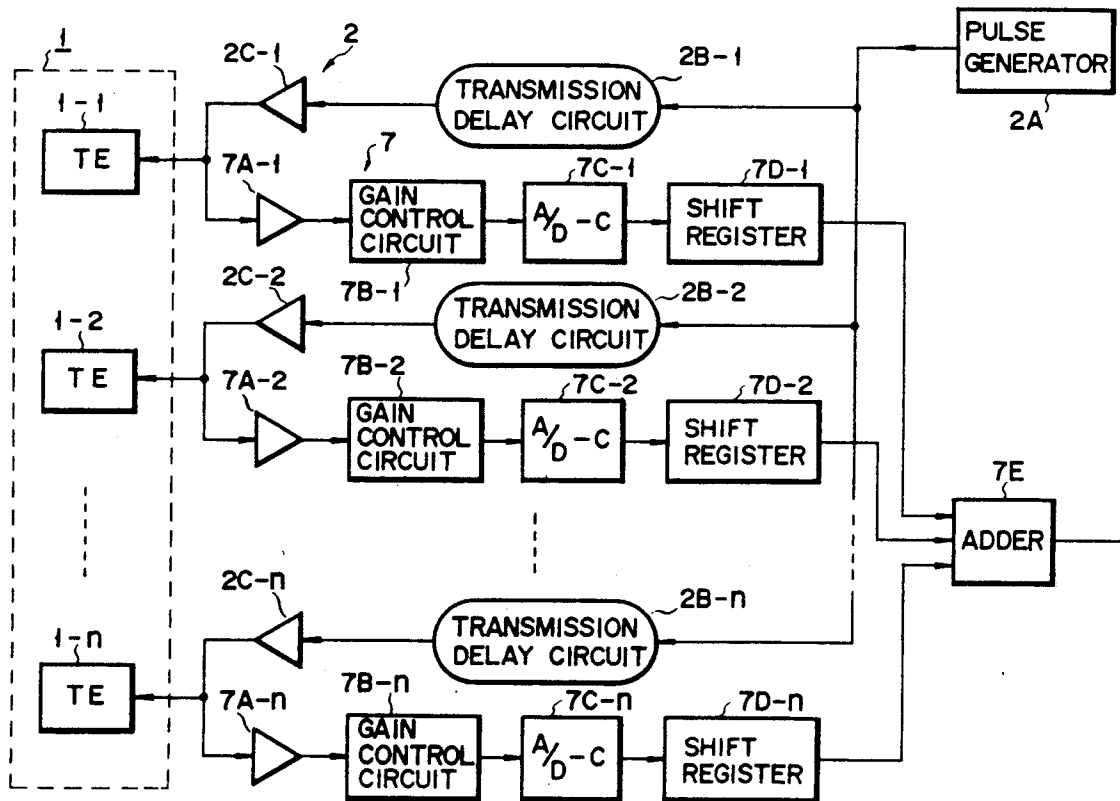 1
2C-1
2
2B-1
PULSE
GENERATOR
2A
TRANSMISSION
DELAY CIRCUIT
1-1
TE
7A-1
7
7C-1
7D-1
GAIN
CONTROL
CIRCUIT
A/D-C
SHIFT
REGISTER
7B-1
2C-2
2B-2
TRANSMISSION
DELAY CIRCUIT
1-2
TE
7A-2
7B-2
7C-2
7D-2
GAIN
CONTROL
CIRCUIT
A/D-C
SHIFT
REGISTER
7E
ADDER
2C-n
2B-n
TRANSMISSION
DELAY CIRCUIT
1-n
TE
7A-n
7B-n
7C-n
7D-n
GAIN
CONTROL
CIRCUIT
A/D-C
SHIFT
REGISTER